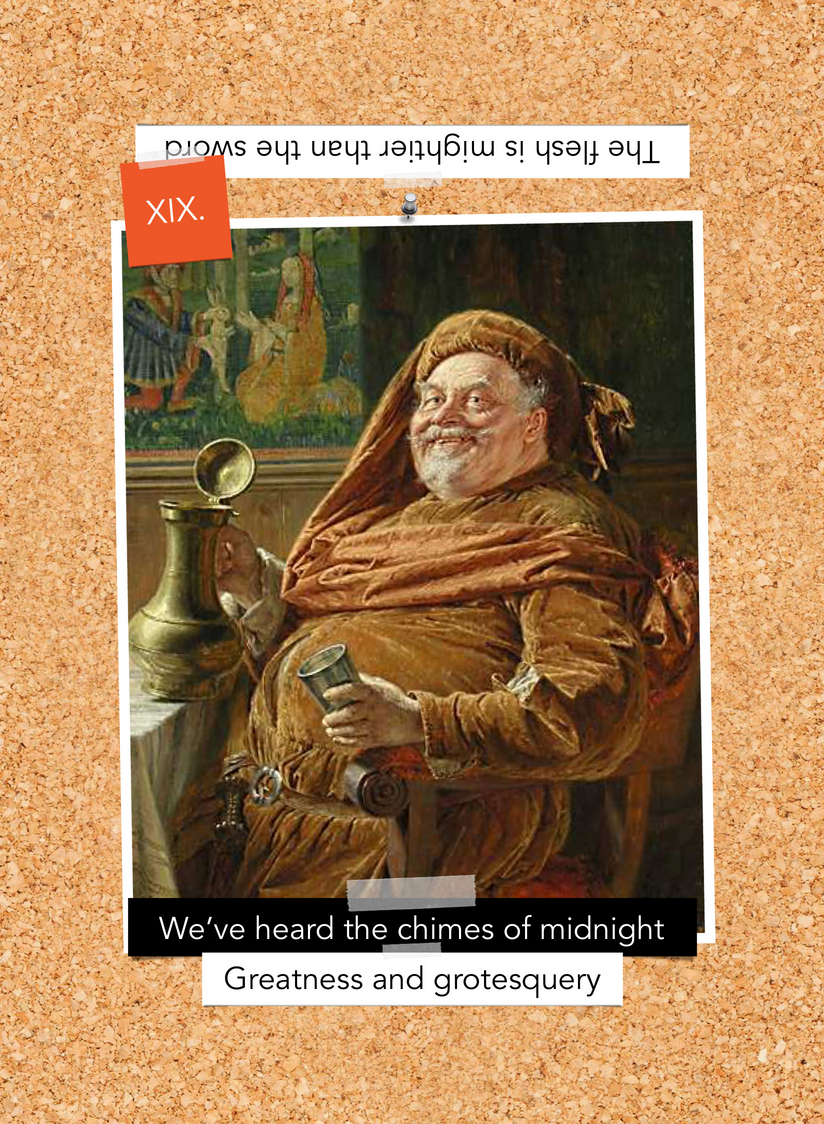 The flesh is mightier than the sword
XIX.
We’ve heard the chimes of midnight
Greatness and grotesquery